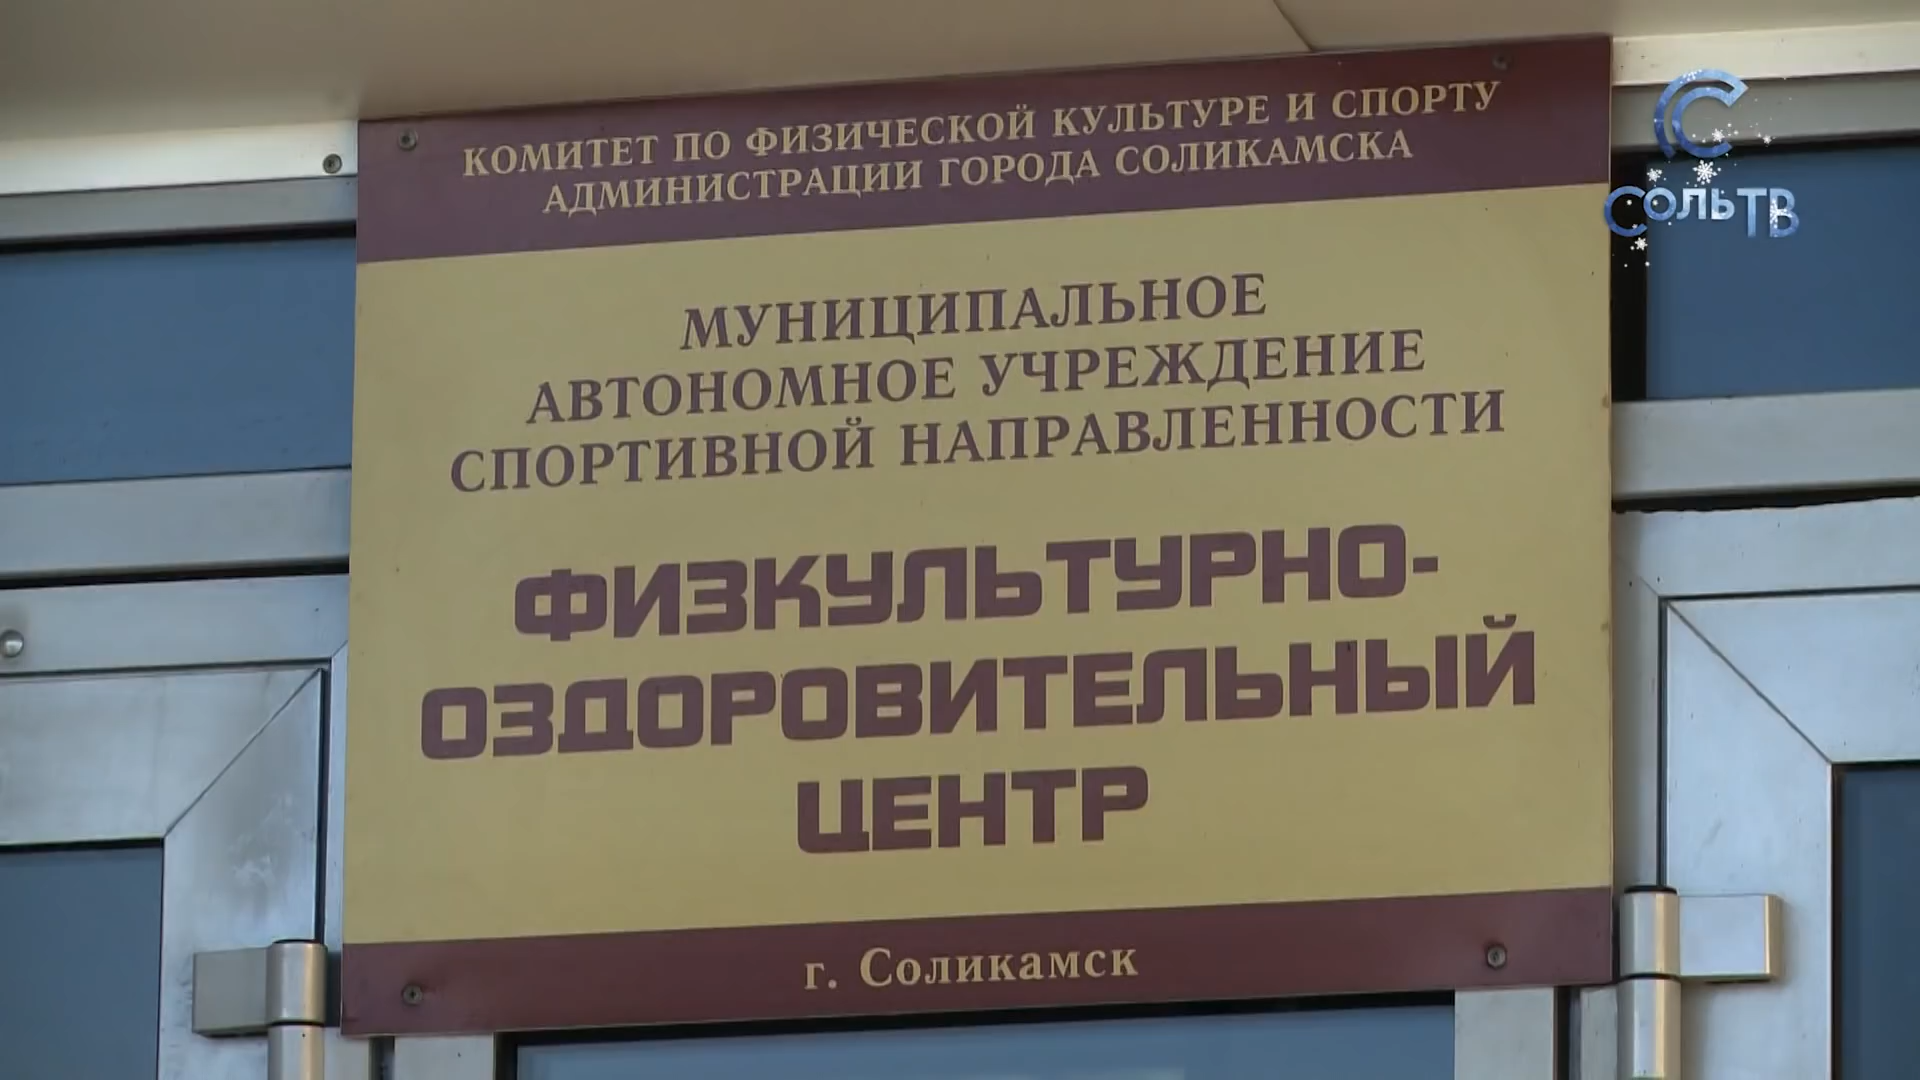 КОМИТЕТ ПО ФИЗИЧЕСКОЙ КУЛЬТУРЕ И СПОРТУ
АДМИНИСТРАЦИИ ГОРОДА СОЛИКАМСКА
МУНИЦИПАЛЬНОЕ
АВТОНОМНОЕ УЧРЕЖДЕНИЕ
СПОРТИВНОЙ НАПРАВЛЕННОСТИ
ФИЗКУЛЬТУРНО-
ОЗДОРОВИТЕЛЬНЫЙ
ЦЕНТР
г. Соликамск
С
СОЛЬТВ